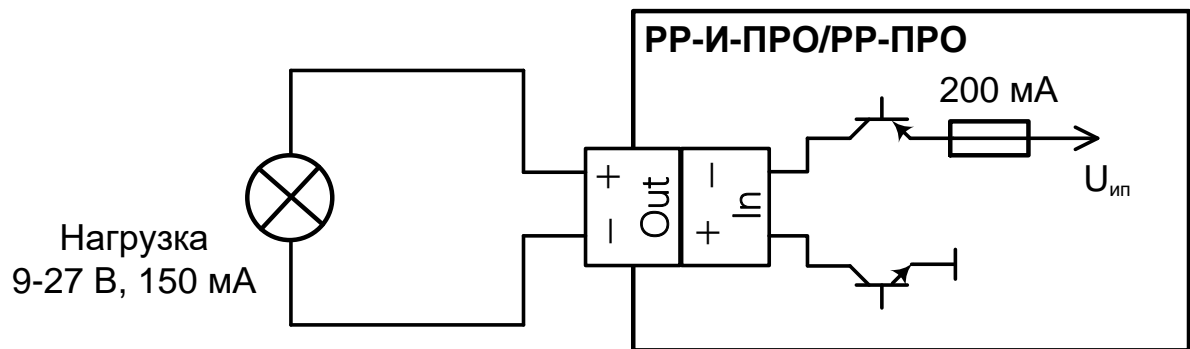 РР-И-ПРО/РР-ПРО
200 мА
Uип
+ −
Out In
− +
Нагрузка
9-27 В, 150 мА